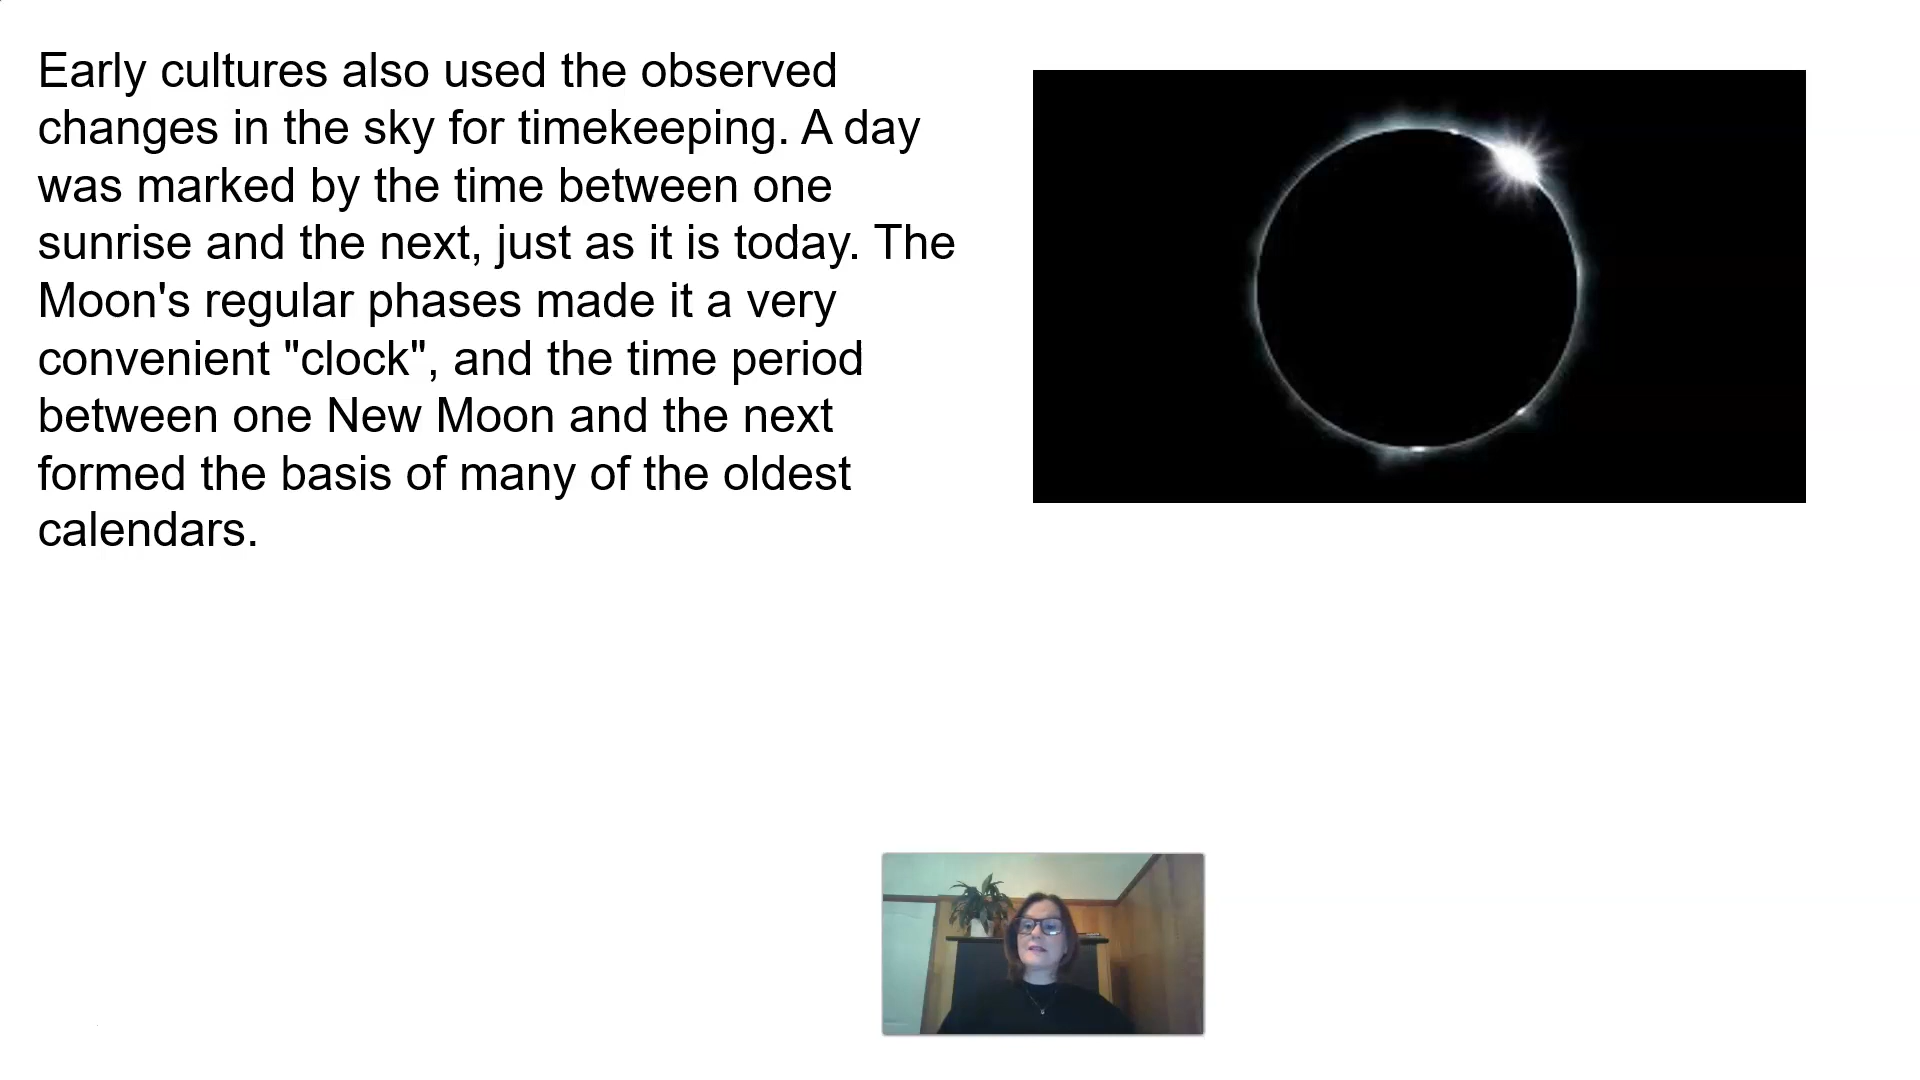 Early cultures also used the observed
changes in the sky for timekeeping. A day
was marked by the time between one
sunrise and the next, just as it is today. The
Moon's regular phases made it a very
convenient "clock", and the time period
between one New Moon and the next
formed the basis of many of the oldest
calendars.